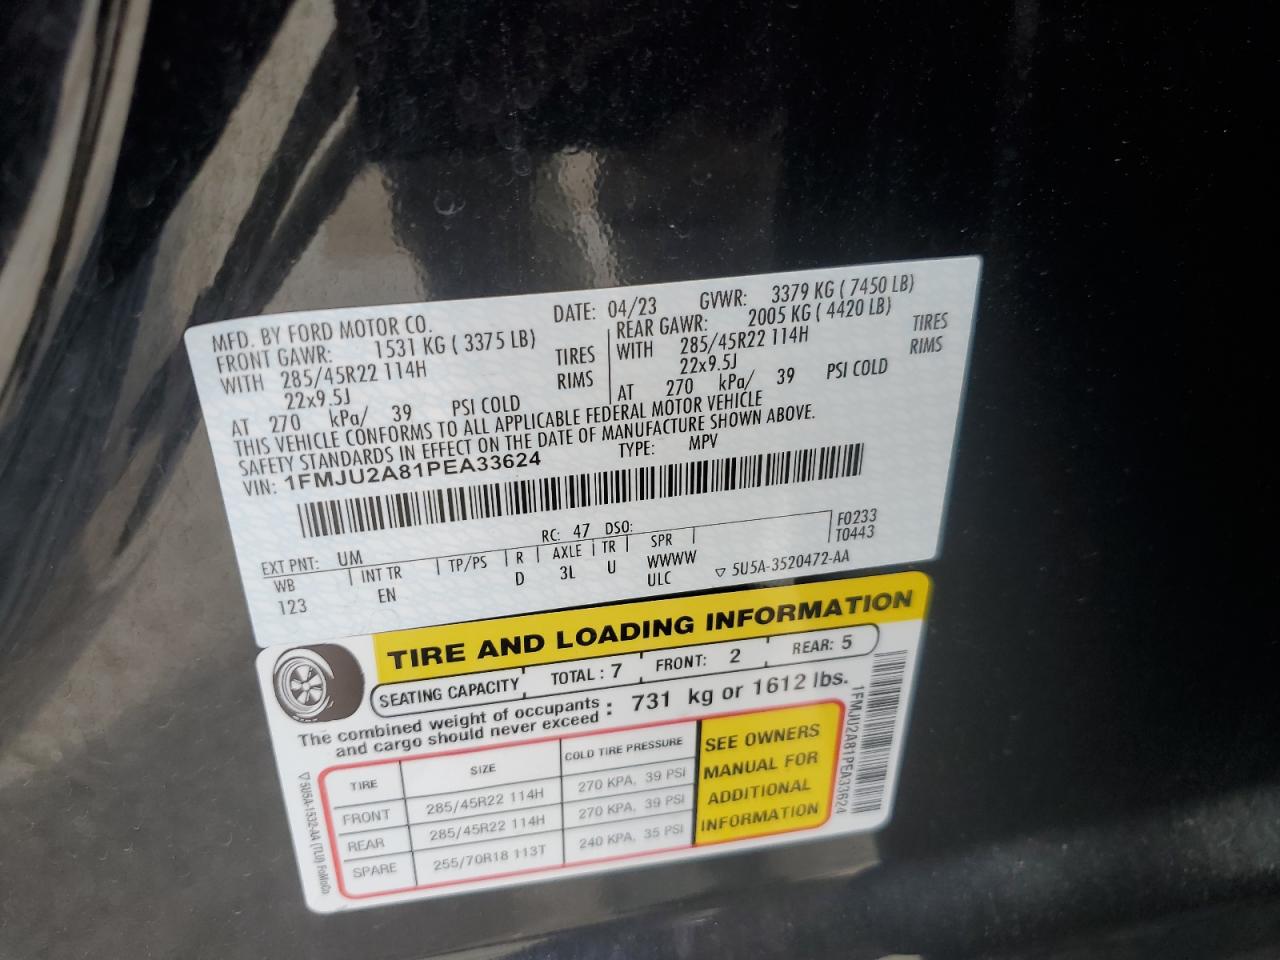 MFD. BY FORD MOTOR CO.
DATE: 04/23 GVWR: 3379 KG ( 7450 LB)
FRONT GAWR: 1531 KG ( 3375 LB)
REAR GAWR: 2005 KG ( 4420 LB)
WITH 285/45R22 114H TIRES
WITH 285/45R22 114H TIRES
22x9.5J RIMS
22x9.5J RIMS
AT 270 kPa/ 39 PSI COLD
AT 270 kPa/ 39 PSI COLD
THIS VEHICLE CONFORMS TO ALL APPLICABLE FEDERAL MOTOR VEHICLE
SAFETY STANDARDS IN EFFECT ON THE DATE OF MANUFACTURE SHOWN ABOVE.
VIN: 1FMJU2A81PEA33624 TYPE: MPV
EXT PNT: UM RC: 47 DSO: F0233
WB INT TR TP/PS R AXLE TR SPR T0443
123 EN D 3L U WWWW
ULC ▽ 5U5A-3520472-AA
TIRE AND LOADING INFORMATION
SEATING CAPACITY TOTAL : 7 FRONT: 2 REAR: 5
The combined weight of occupants
and cargo should never exceed : 731 kg or 1612 lbs.
TIRE SIZE COLD TIRE PRESSURE
FRONT 285/45R22 114H 270 KPA, 39 PSI
REAR 285/45R22 114H 270 KPA, 39 PSI
SPARE 255/70R18 113T 240 KPA, 35 PSI
SEE OWNERS
MANUAL FOR
ADDITIONAL
INFORMATION
1FMJU2A81PEA33624
▽ 5U5A-1532-AA (TLU) FoMoCo